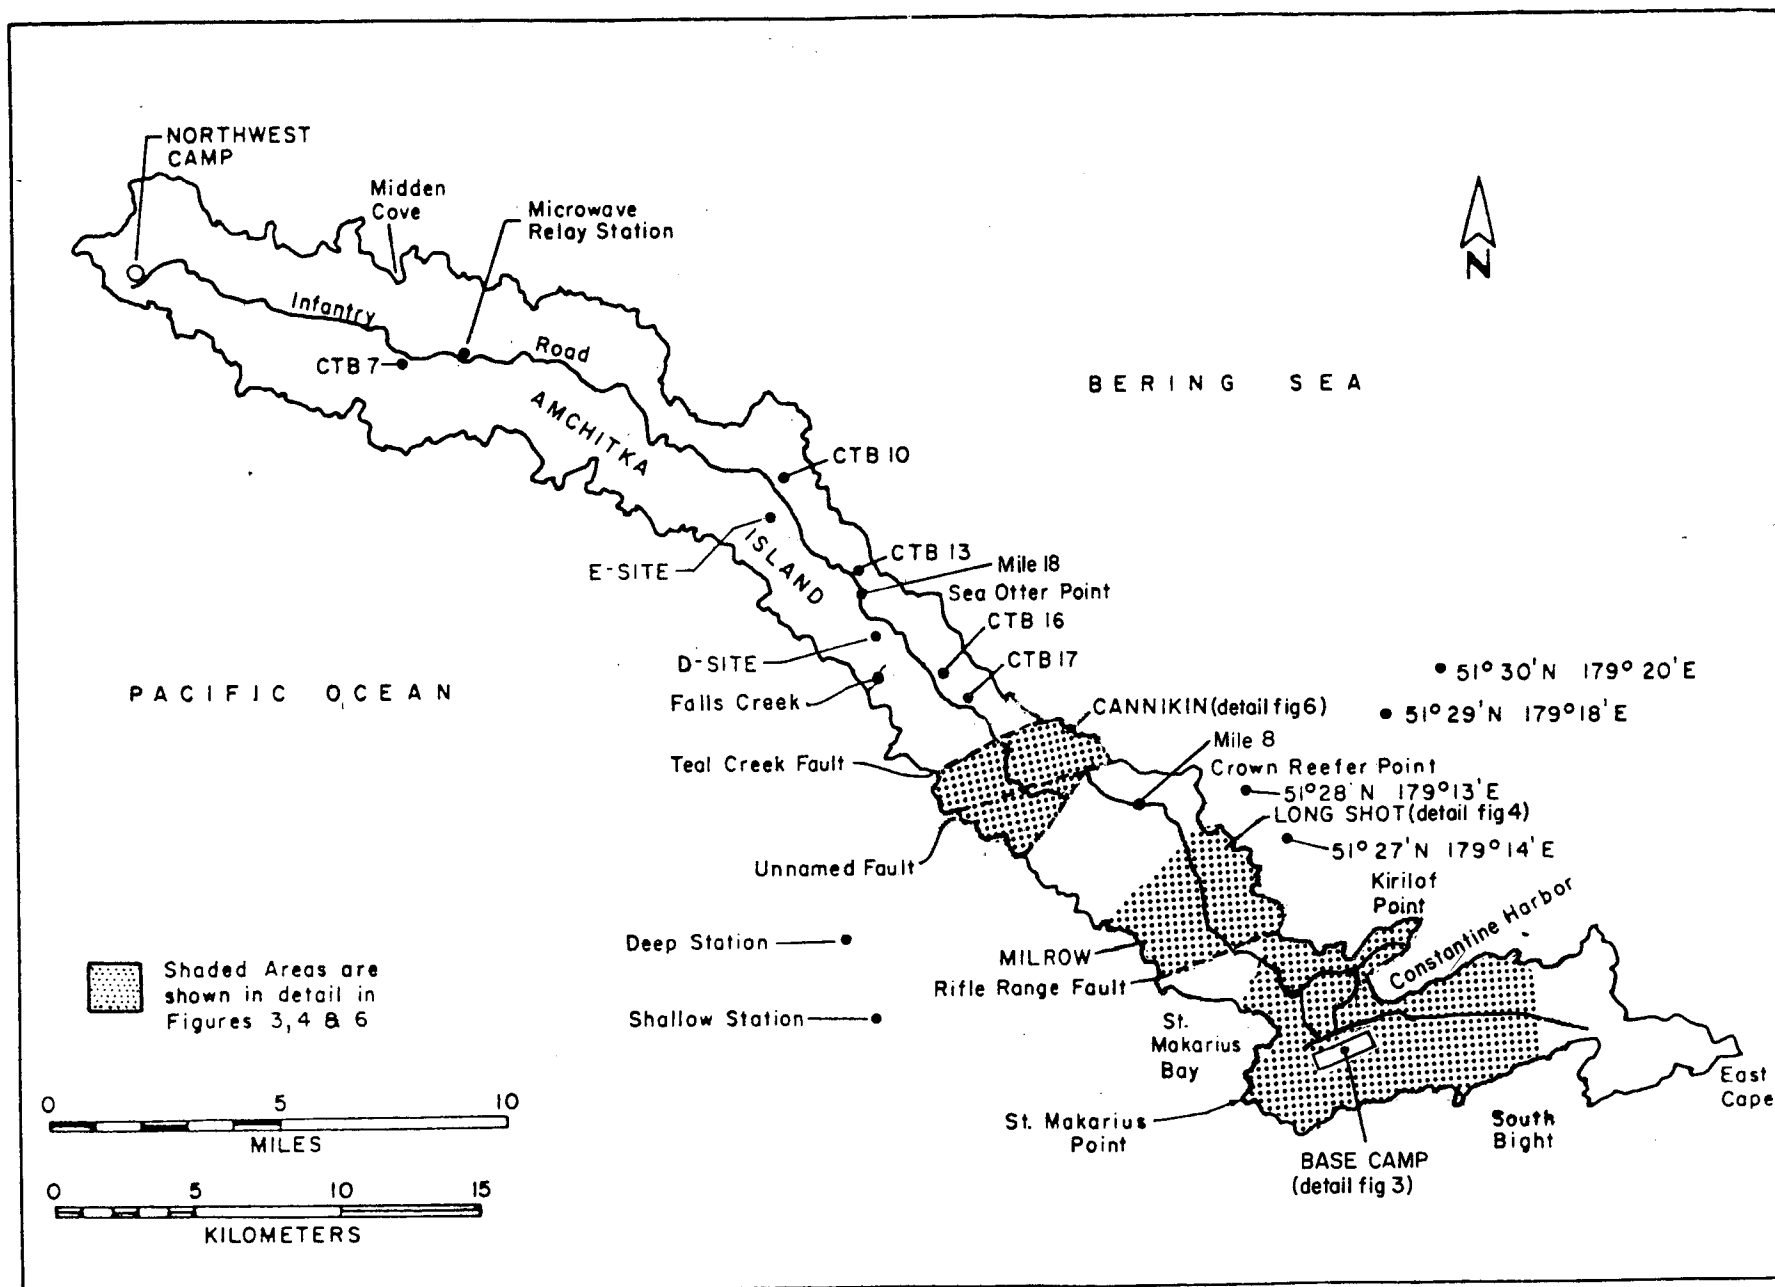 NORTHWEST
CAMP
Midden
Cove
Microwave
Relay Station
N
Infantry
Road
CTB 7
BERING SEA
AMCHITKA
ISLAND
CTB 10
E-SITE
CTB 13
Mile 18
Sea Otter Point
CTB 16
D-SITE
CTB 17
PACIFIC OCEAN
Falls Creek
51° 30'N 179° 20'E
51° 29'N 179° 18'E
CANNIKIN (detail fig 6)
Mile 8
Teal Creek Fault
Crown Reefer Point
51° 28' N 179° 13' E
LONG SHOT (detail fig 4)
51° 27' N 179° 14' E
Unnamed Fault
Kirilof
Point
Constantine Harbor
Deep Station
MILROW
Rifle Range Fault
Shaded Areas are
shown in detail in
Figures 3, 4 & 6
Shallow Station
St.
Makarius
Bay
East
Cape
St. Makarius
Point
South
Bight
BASE CAMP
(detail fig 3)
0 5 10
MILES
0 5 10 15
KILOMETERS